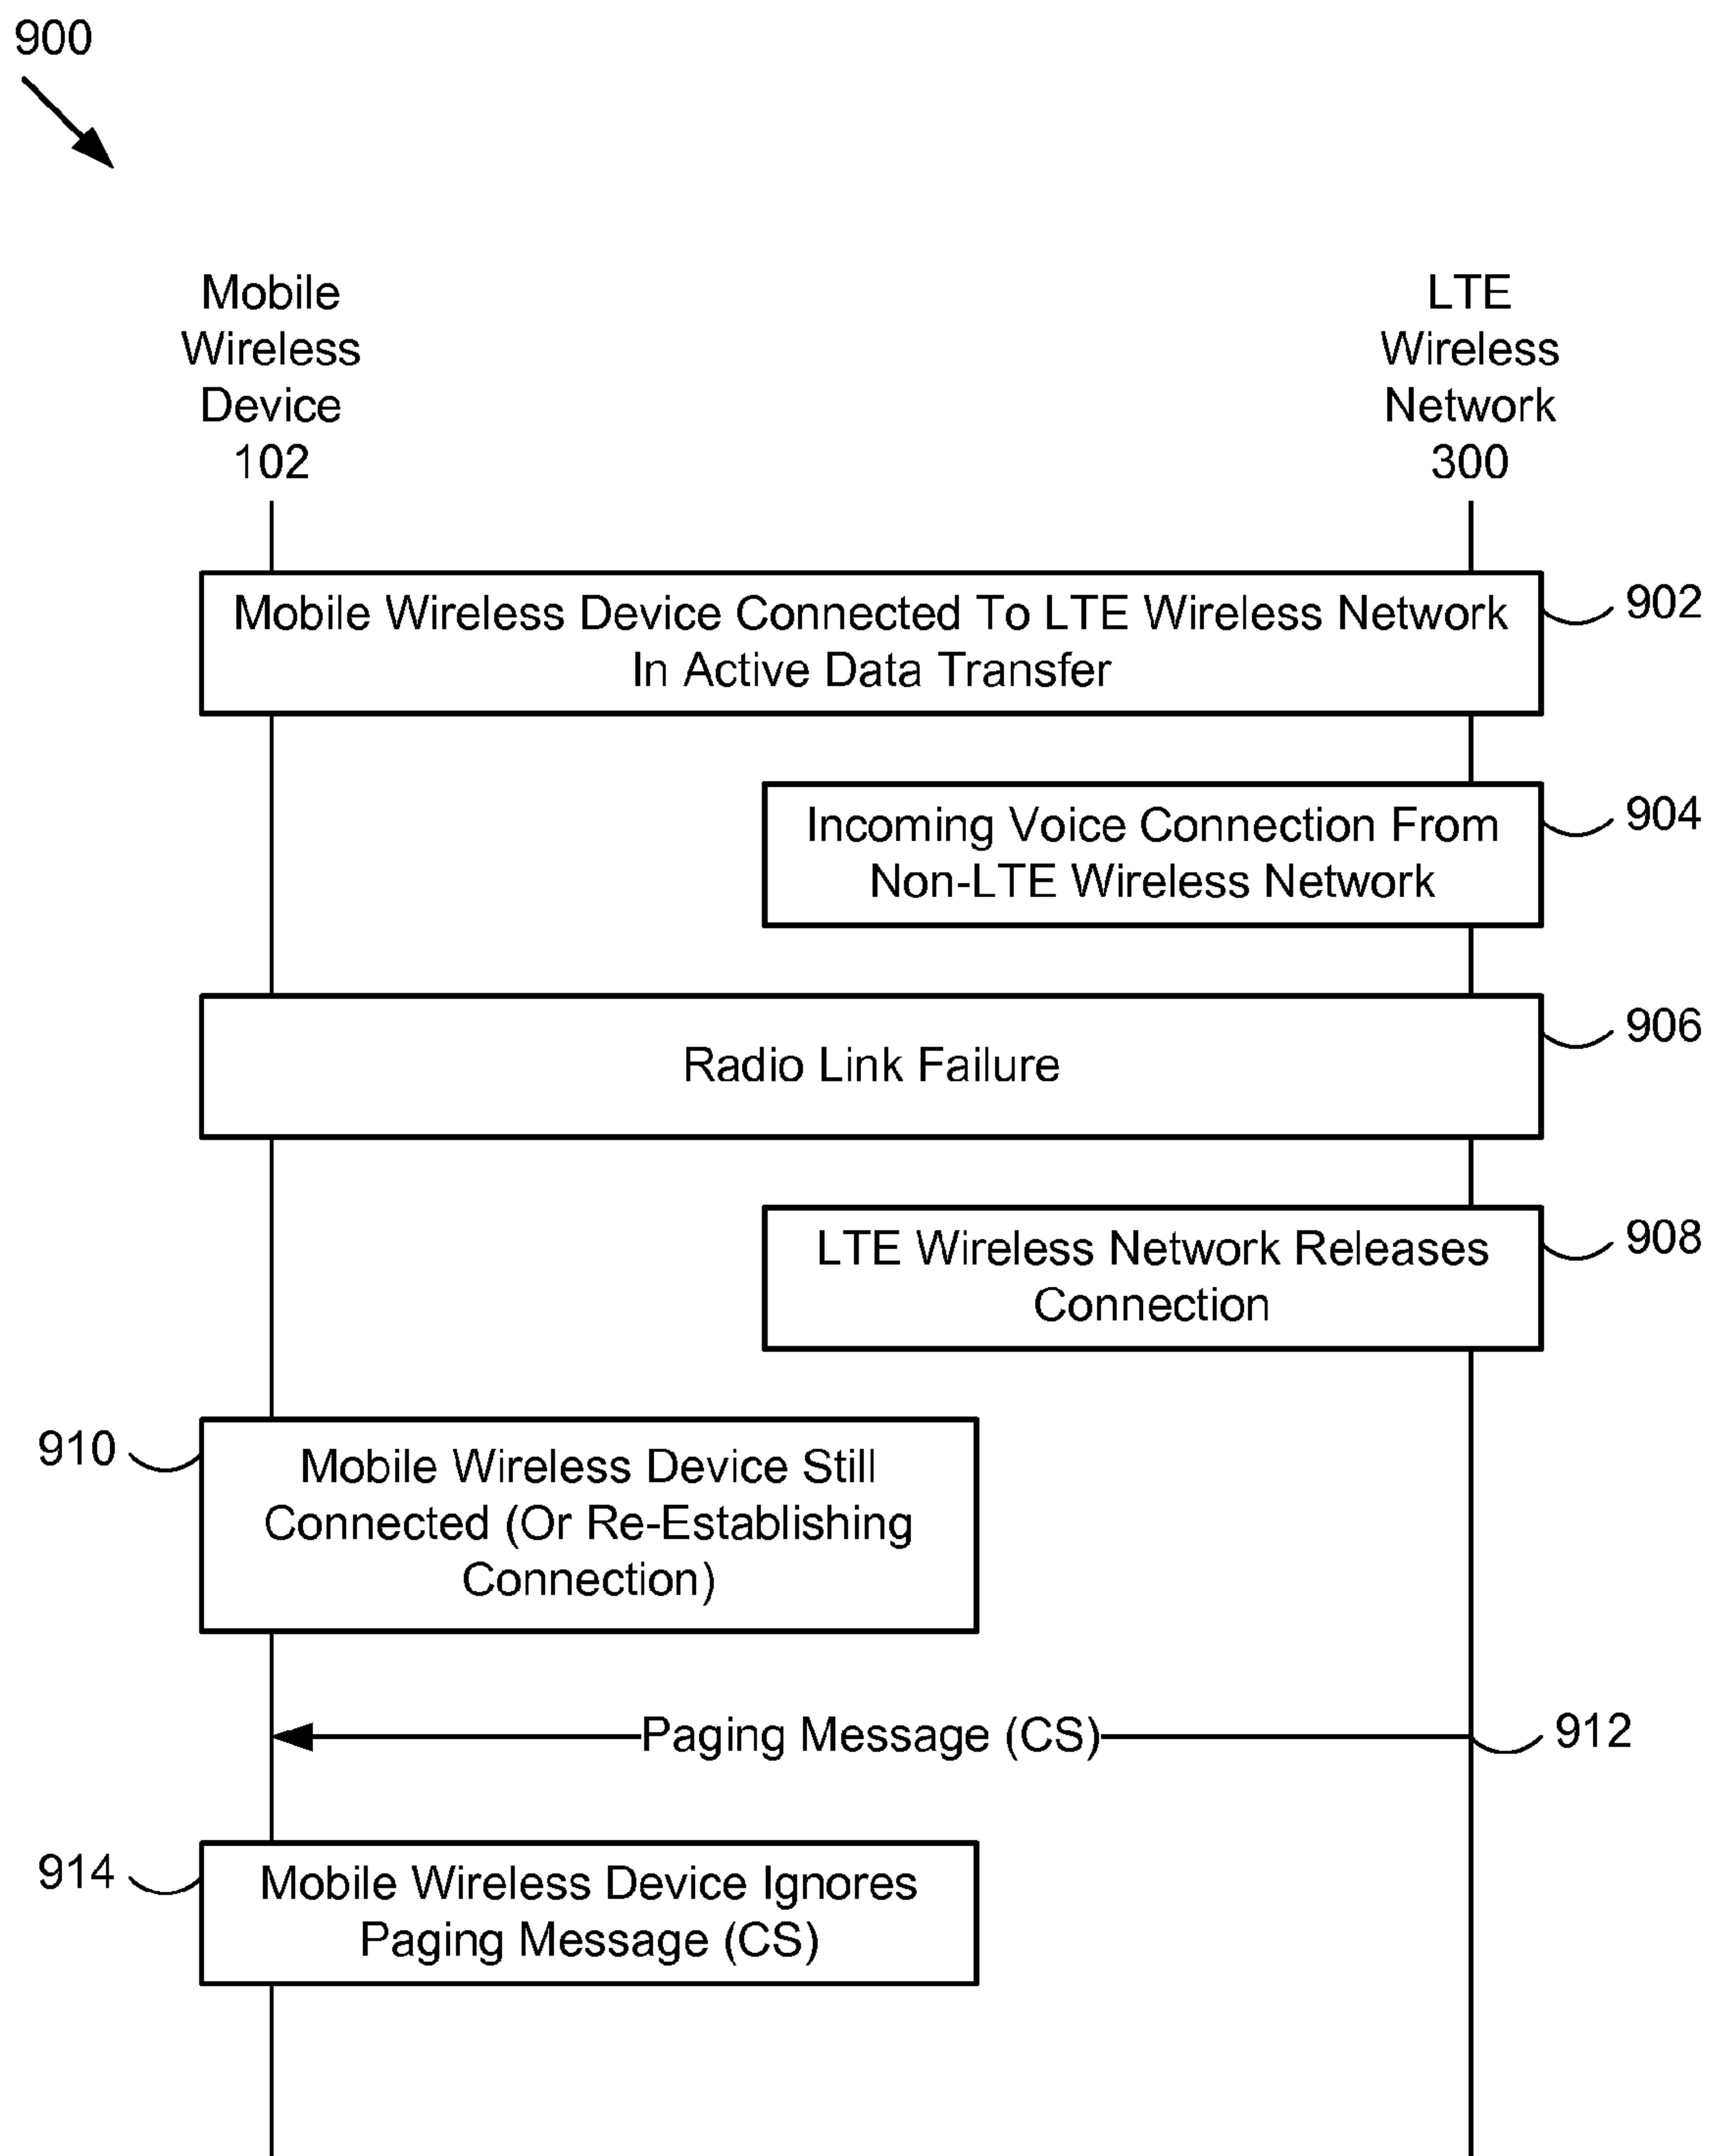 900
Mobile
Wireless
Device
102
LTE
Wireless
Network
300
Mobile Wireless Device Connected To LTE Wireless Network
In Active Data Transfer
902
Incoming Voice Connection From
Non-LTE Wireless Network
904
Radio Link Failure
906
LTE Wireless Network Releases
Connection
908
910
Mobile Wireless Device Still
Connected (Or Re-Establishing
Connection)
Paging Message (CS)
912
914
Mobile Wireless Device Ignores
Paging Message (CS)